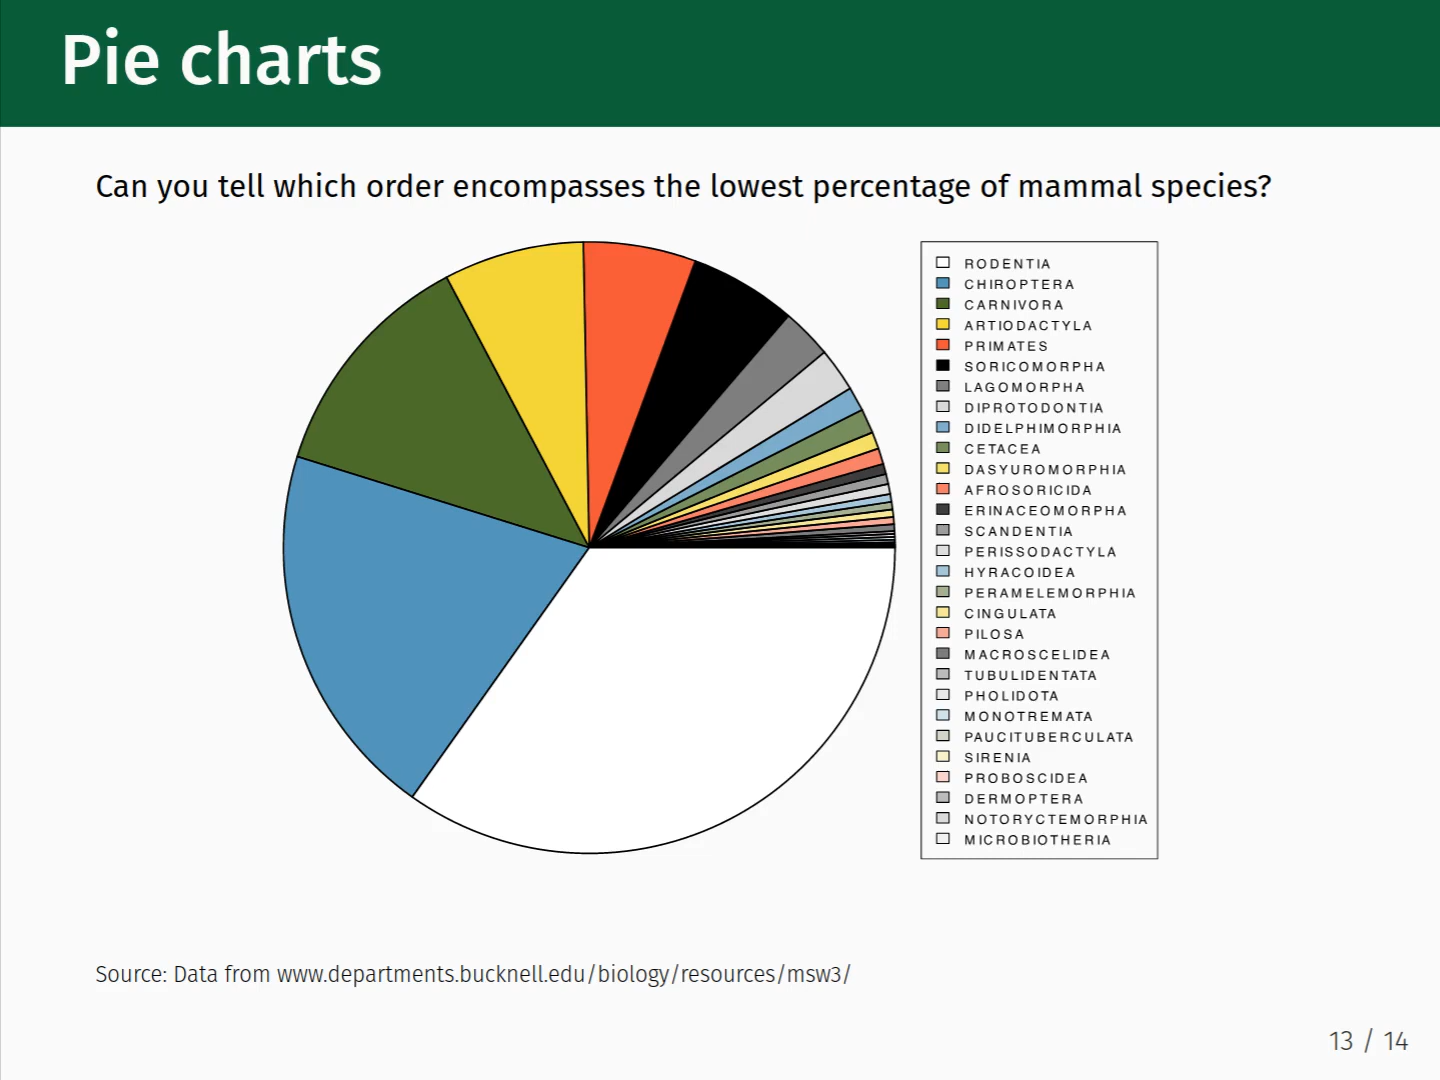 Pie charts
Can you tell which order encompasses the lowest percentage of mammal species?
RODENTIA
CHIROPTERA
CARNIVORA
ARTIODACTYLA
PRIMATES
SORICOMORPHA
LAGOMORPHA
DIPROTODONTIA
DIDELPHIMORPHIA
CETACEA
DASYUROMORPHIA
AFROSORICIDA
ERINACEOMORPHA
SCANDENTIA
PERISSODACTYLA
HYRACOIDEA
PERAMELEMORPHIA
CINGULATA
PILOSA
MACROSCELIDEA
TUBULIDENTATA
PHOLIDOTA
MONOTREMATA
PAUCITUBERCULATA
SIRENIA
PROBOSCIDEA
DERMOPTERA
NOTORYCTEMORPHIA
MICROBIOTHERIA
Source: Data from www.departments.bucknell.edu/biology/resources/msw3/
13 / 14